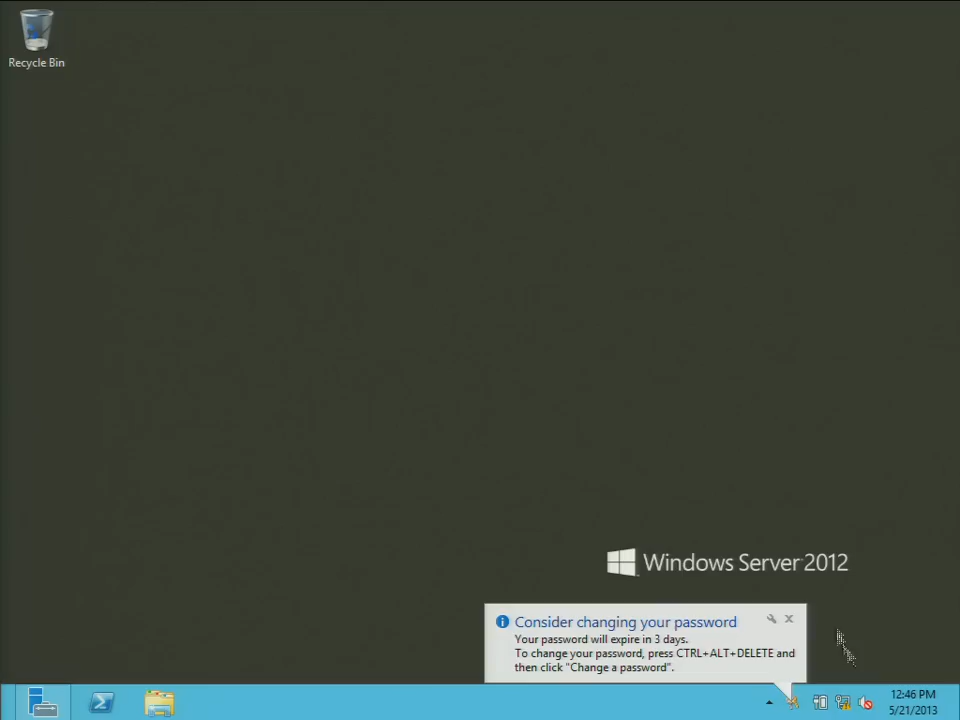 Recycle Bin
Windows Server 2012
Consider changing your password
Your password will expire in 3 days.
To change your password, press CTRL+ALT+DELETE and
then click "Change a password".
12:46 PM
5/21/2013